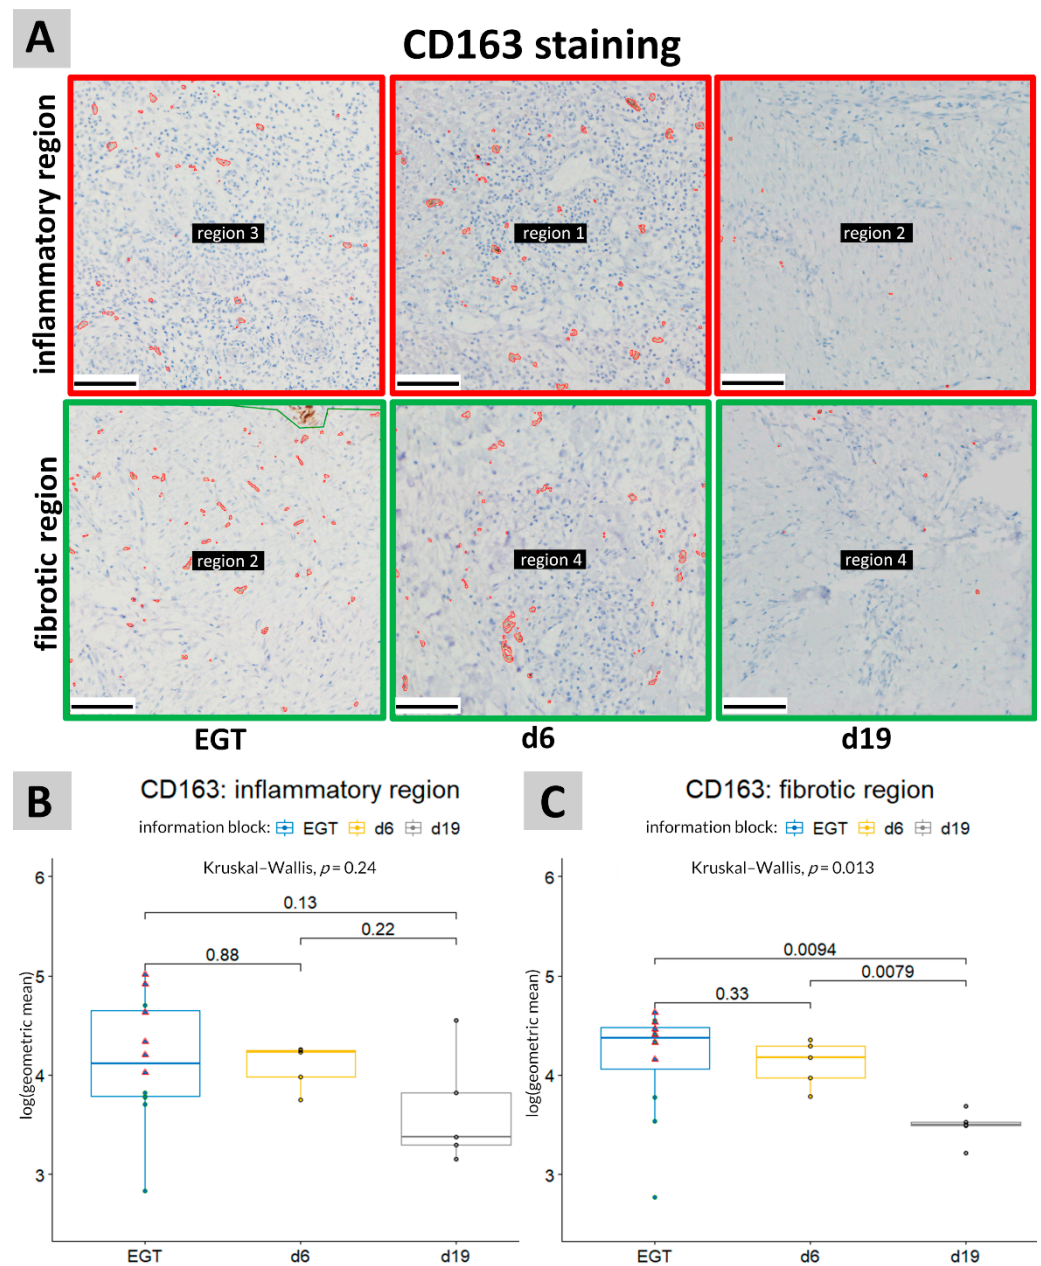 A
CD163 staining
inflammatory region
region 3
region 1
region 2
fibrotic region
region 2
region 4
region 4
EGT
d6
d19
B
CD163: inflammatory region
information block: EGT d6 d19
Kruskal–Wallis, p = 0.24
log(geometric mean)
6
5
4
3
0.13
0.22
0.88
EGT
d6
d19
C
CD163: fibrotic region
information block: EGT d6 d19
Kruskal–Wallis, p = 0.013
log(geometric mean)
6
5
4
3
0.0094
0.0079
0.33
EGT
d6
d19